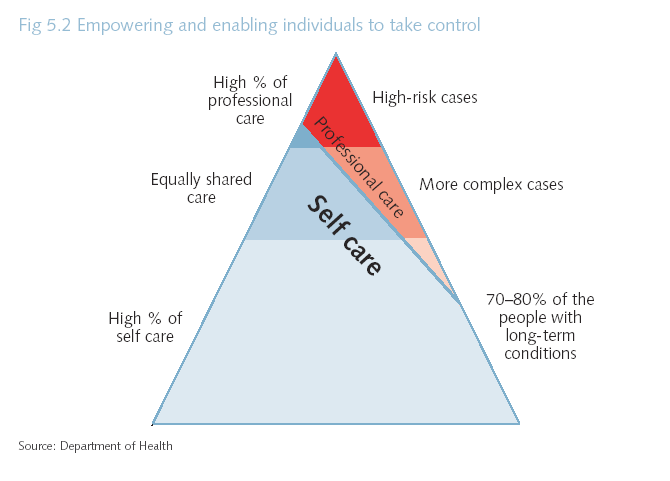 Fig 5.2 Empowering and enabling individuals to take control
High % of
professional
care
High-risk cases
Professional care
Equally shared
care
More complex cases
Self care
High % of
self care
70–80% of the
people with
long-term
conditions
Source: Department of Health